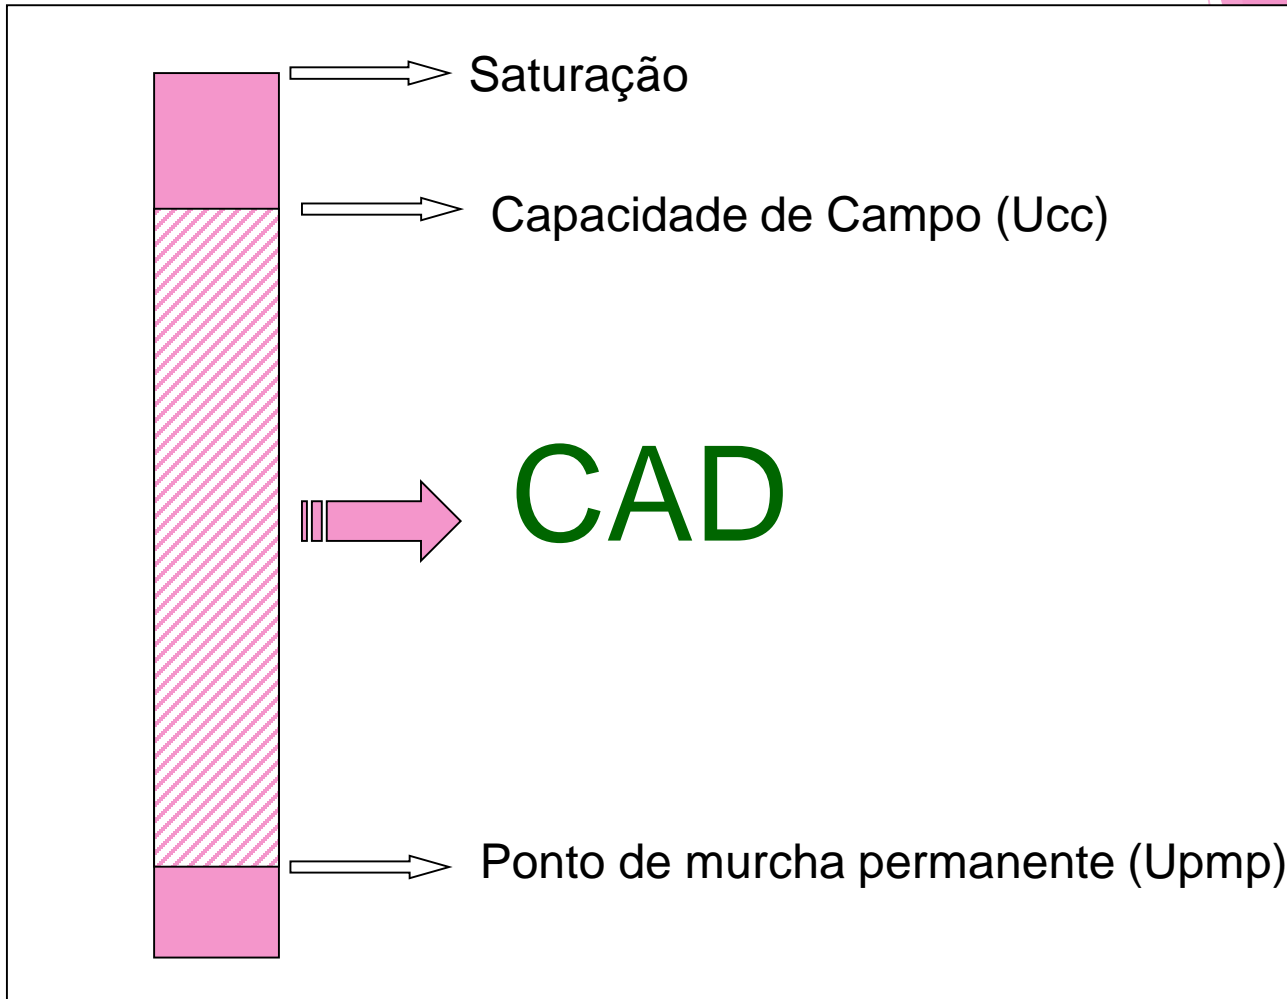 Saturação
Capacidade de Campo (Ucc)
CAD
Ponto de murcha permanente (Upmp)